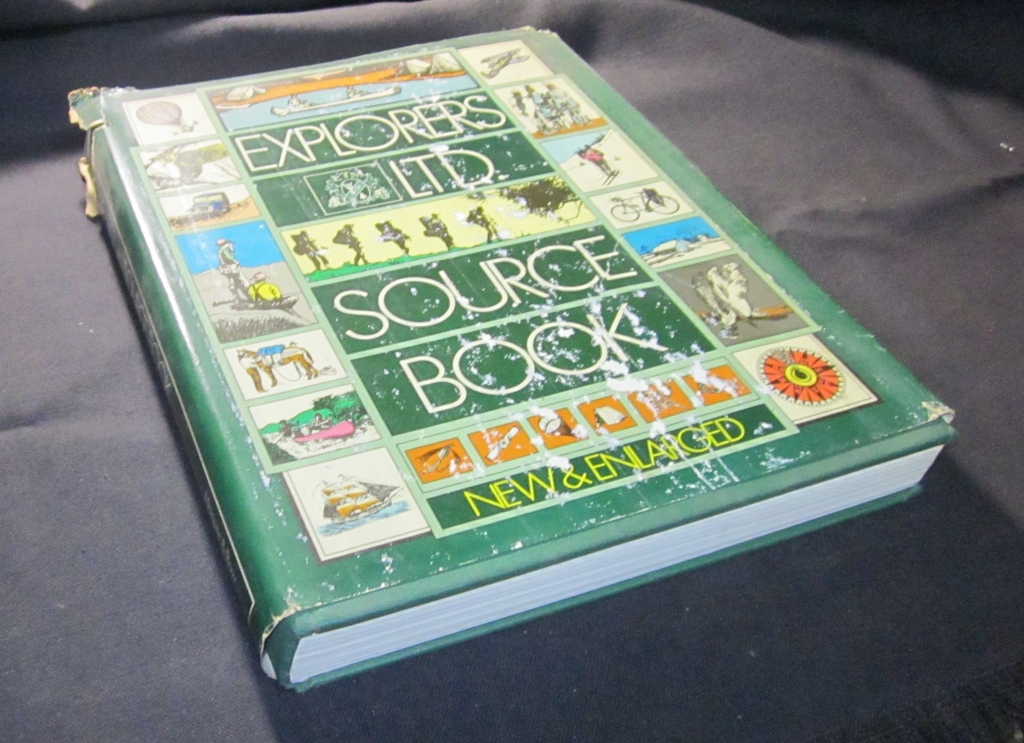 EXPLORERS
LTD.
SOURCE
BOOK
NEW & ENLARGED